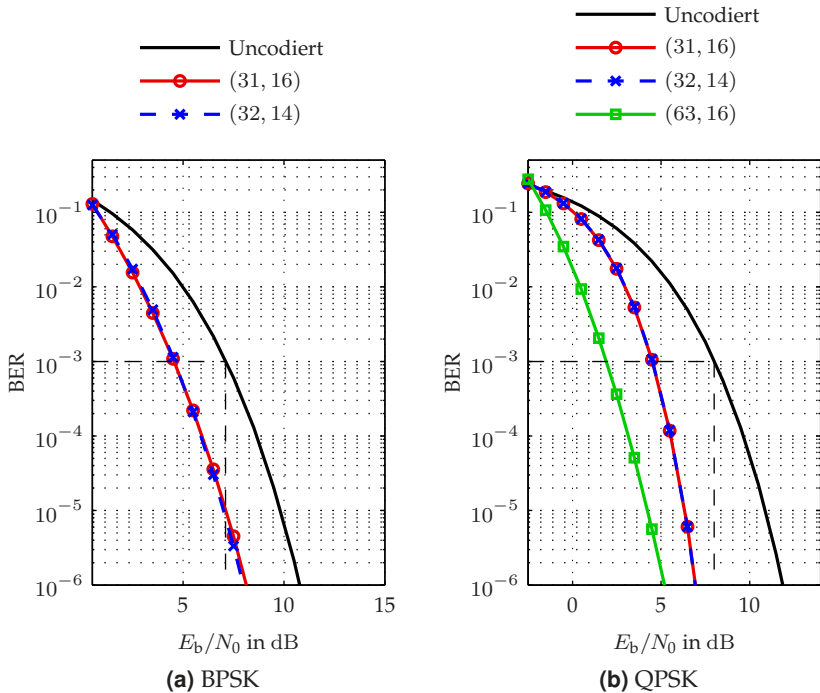 Uncodiert
(31, 16)
(32, 14)
10⁻¹
10⁻²
10⁻³
10⁻⁴
10⁻⁵
10⁻⁶
BER
5
10
15
E_b/N_0 in dB
(a) BPSK
Uncodiert
(31, 16)
(32, 14)
(63, 16)
10⁻¹
10⁻²
10⁻³
10⁻⁴
10⁻⁵
10⁻⁶
BER
0
5
10
E_b/N_0 in dB
(b) QPSK